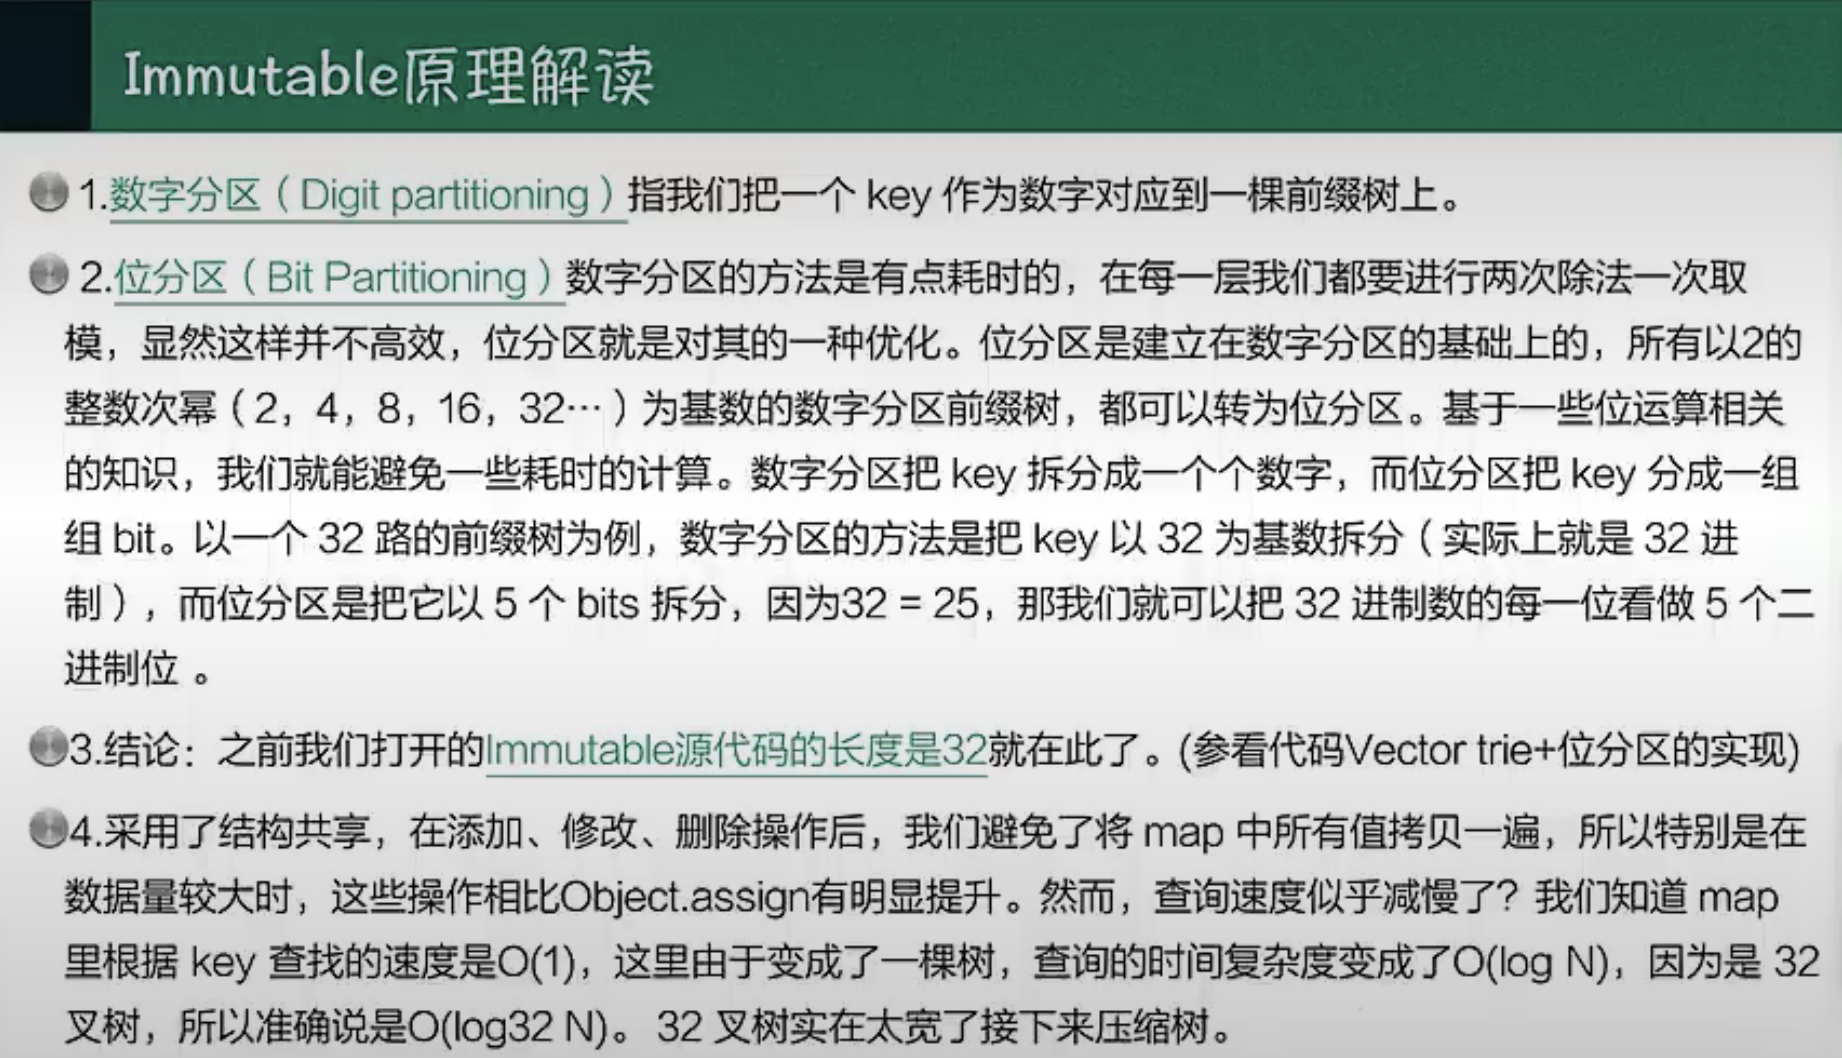 Immutable原理解读
1.数字分区（Digit partitioning）指我们把一个 key 作为数字对应到一棵前缀树上。
2.位分区（Bit Partitioning）数字分区的方法是有点耗时的，在每一层我们都要进行两次除法一次取
模，显然这样并不高效，位分区就是对其的一种优化。位分区是建立在数字分区的基础上的，所有以2的
整数次幂（2，4，8，16，32…）为基数的数字分区前缀树，都可以转为位分区。基于一些位运算相关
的知识，我们就能避免一些耗时的计算。数字分区把 key 拆分成一个个数字，而位分区把 key 分成一组
组 bit。以一个 32 路的前缀树为例，数字分区的方法是把 key 以 32 为基数拆分（实际上就是 32 进
制），而位分区是把它以 5 个 bits 拆分，因为32 = 25，那我们就可以把 32 进制数的每一位看做 5 个二
进制位 。
3.结论：之前我们打开的Immutable源代码的长度是32就在此了。(参看代码Vector trie+位分区的实现)
4.采用了结构共享，在添加、修改、删除操作后，我们避免了将 map 中所有值拷贝一遍，所以特别是在
数据量较大时，这些操作相比Object.assign有明显提升。然而，查询速度似乎减慢了？我们知道 map
里根据 key 查找的速度是O(1)，这里由于变成了一棵树，查询的时间复杂度变成了O(log N)，因为是 32
叉树，所以准确说是O(log32 N)。 32 叉树实在太宽了接下来压缩树。